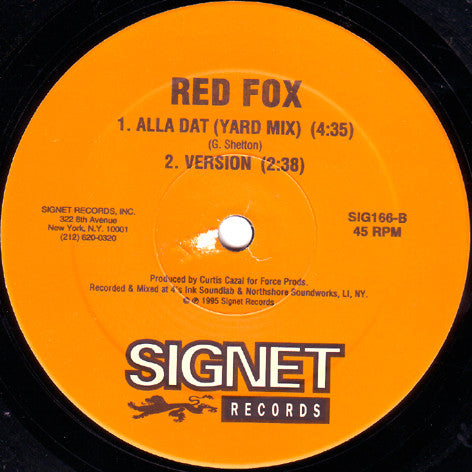 RED FOX
1. ALLA DAT (YARD MIX) (4:35)
(G. Shelton)
2. VERSION (2:38)
SIGNET RECORDS, INC.
322 8th Avenue
New York, N.Y. 10001
(212) 620-0320
SIG166-B
45 RPM
Produced by Curtis Cazal for Force Prods.
Recorded & Mixed at 4's Ink Soundlab & Northshore Soundworks, LI, NY.
© ℗ 1995 Signet Records
SIGNET
RECORDS